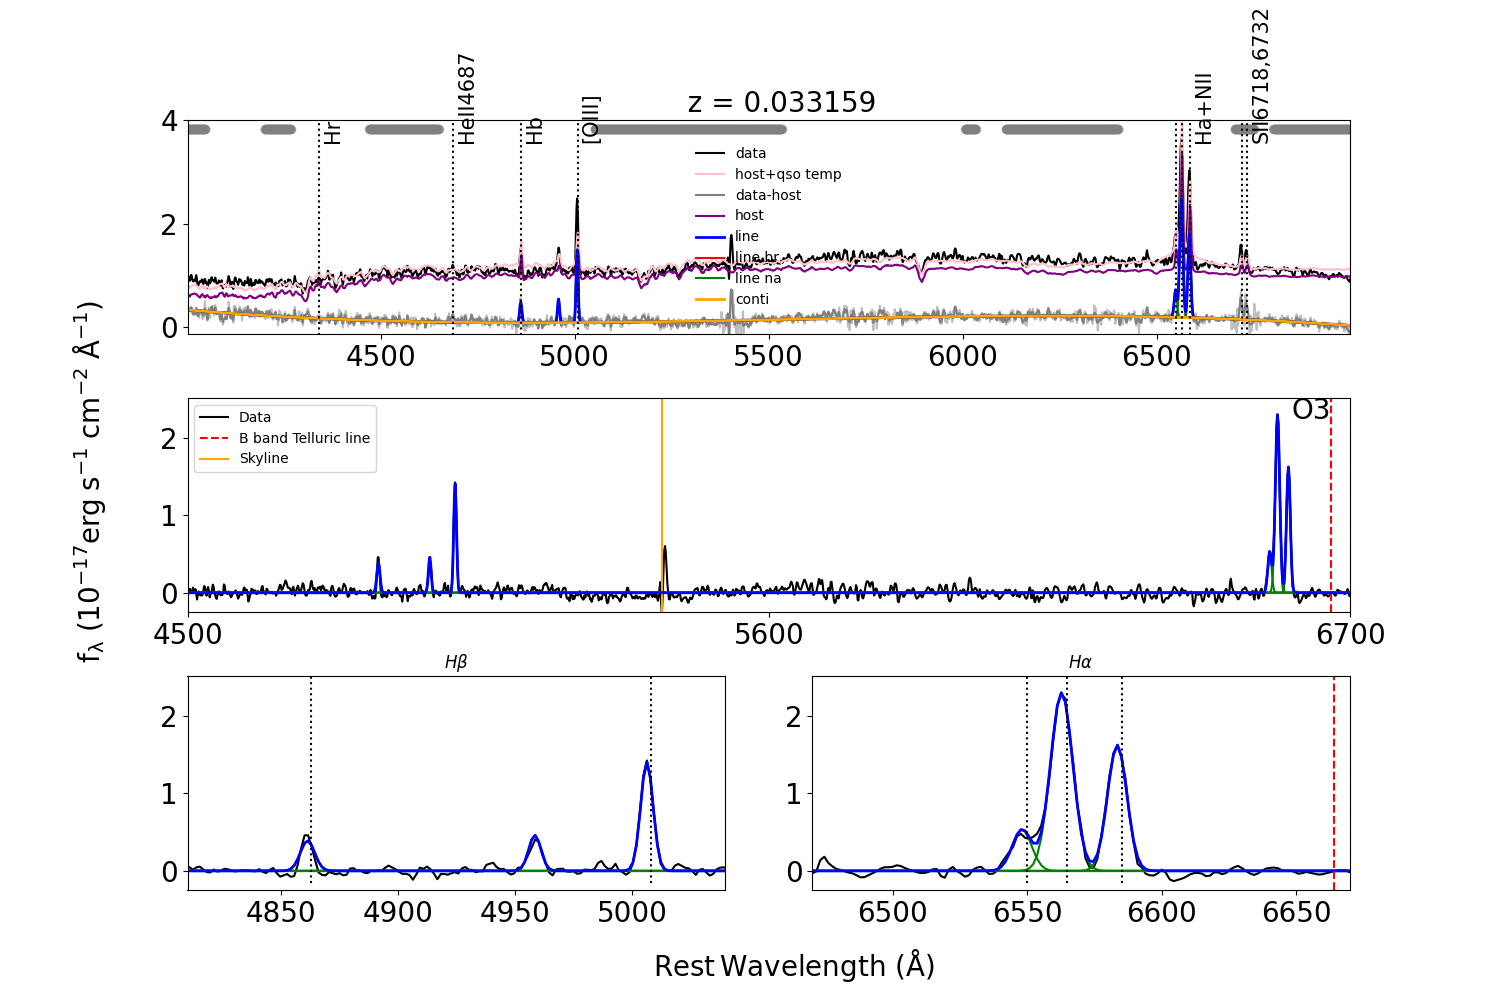 z = 0.033159
Hr
HeII4687
Hb
[OIII]
Ha+NII
SII6718,6732
data
host+qso temp
data-host
host
line
line br
line na
conti
4
2
0
4500 5000 5500 6000 6500
f_λ (10^−17 erg s^−1 cm^−2 Å^−1)
Data
B band Telluric line
Skyline
O3
2
1
0
4500 5600 6700
Hβ
2
1
0
4850 4900 4950 5000
Hα
2
1
0
6500 6550 6600 6650
Rest Wavelength (Å)